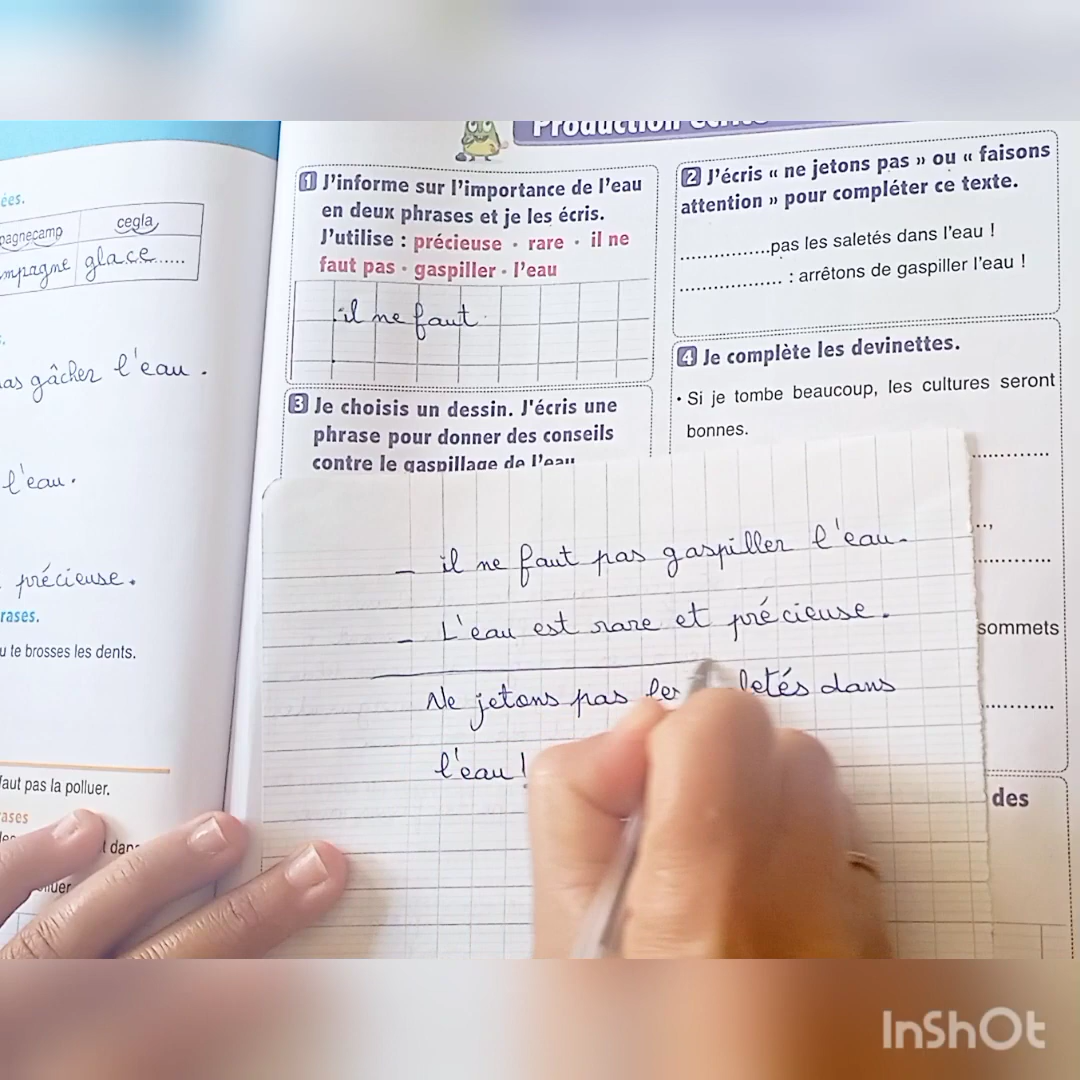 ées.
pagnecamp
cegla
mpagne
glace......
as gâcher l'eau.
l'eau.
précieuse.
rases.
u te brosses les dents.
faut pas la polluer.
ases
Production
1 J'informe sur l'importance de l'eau
en deux phrases et je les écris.
J'utilise : précieuse · rare · il ne
faut pas · gaspiller · l'eau
il ne faut
3 Je choisis un dessin. J'écris une
phrase pour donner des conseils
contre le gaspillage de l'eau
2 J'écris « ne jetons pas » ou « faisons
attention » pour compléter ce texte.
...............pas les saletés dans l'eau !
.................. : arrêtons de gaspiller l'eau !
4 Je complète les devinettes.
• Si je tombe beaucoup, les cultures seront
bonnes.
sommets
des
_ il ne faut pas gaspiller l'eau.
_ L'eau est rare et précieuse.
Ne jetons pas les letés dans
l'eau!
InShOt